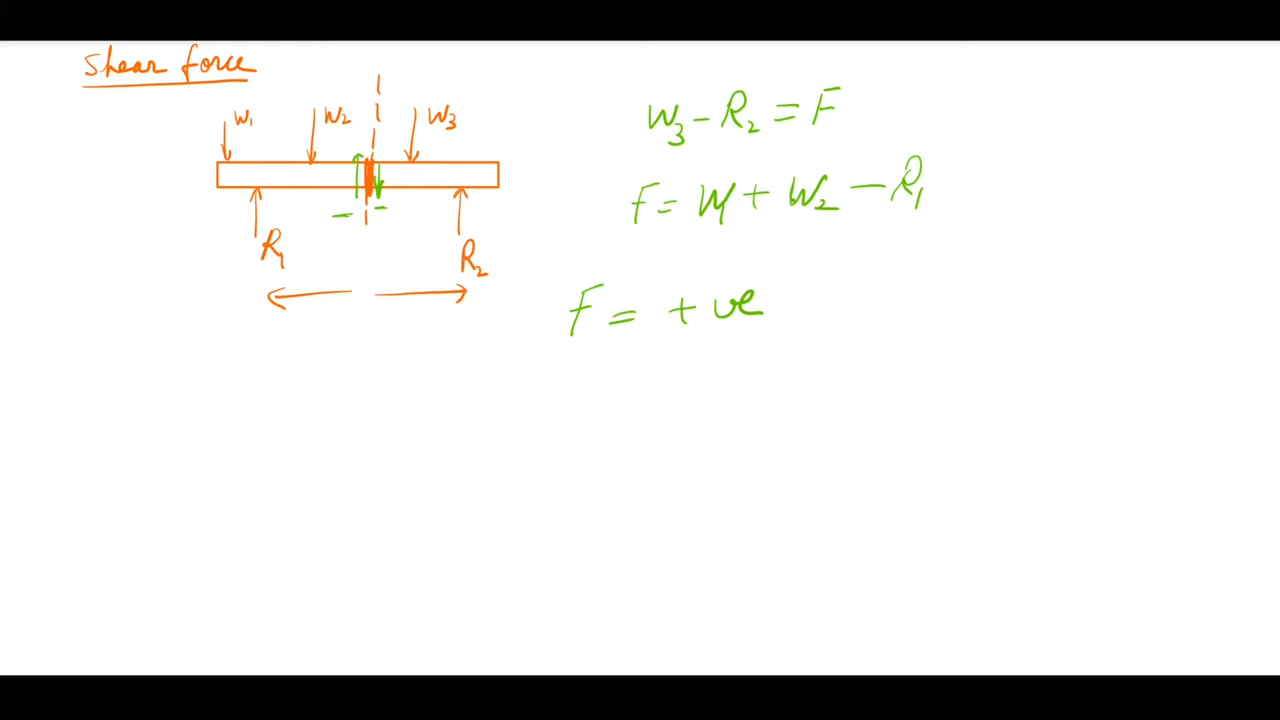 Shear force
W1 W2 W3
W3 - R2 = F
F = W1 + W2 - R1
R1 R2
F = + ve